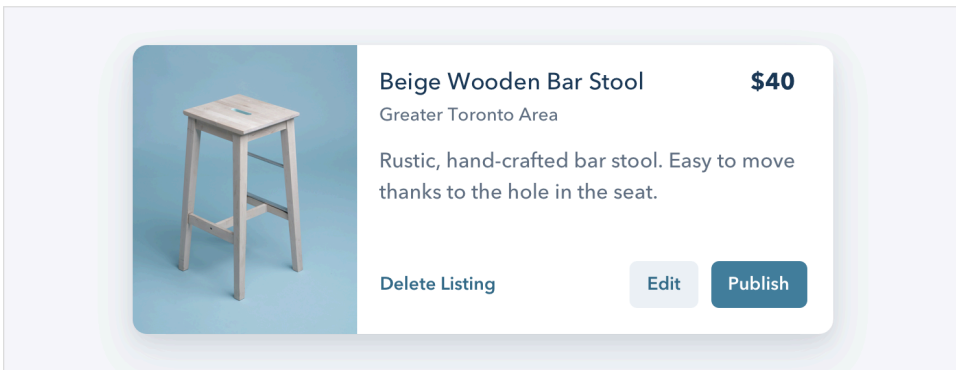 Beige Wooden Bar Stool
$40
Greater Toronto Area
Rustic, hand-crafted bar stool. Easy to move
thanks to the hole in the seat.
Delete Listing
Edit
Publish